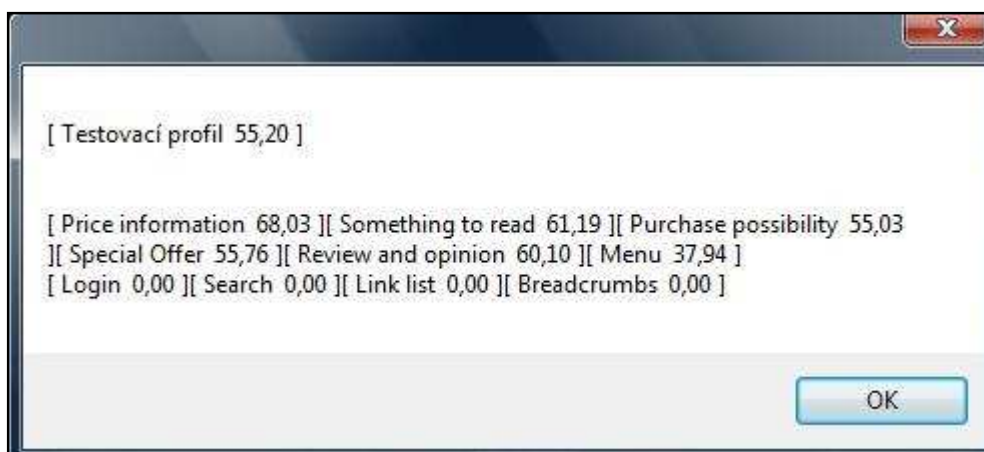 [ Testovací profil 55,20 ]
[ Price information 68,03 ][ Something to read 61,19 ][ Purchase possibility 55,03
][ Special Offer 55,76 ][ Review and opinion 60,10 ][ Menu 37,94 ]
[ Login 0,00 ][ Search 0,00 ][ Link list 0,00 ][ Breadcrumbs 0,00 ]
OK